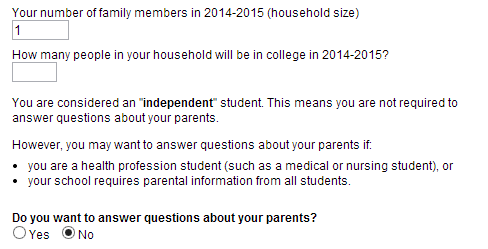 Your number of family members in 2014-2015 (household size)
1
How many people in your household will be in college in 2014-2015?
You are considered an "independent" student. This means you are not required to
answer questions about your parents.
However, you may want to answer questions about your parents if:
• you are a health profession student (such as a medical or nursing student), or
• your school requires parental information from all students.
Do you want to answer questions about your parents?
Yes No